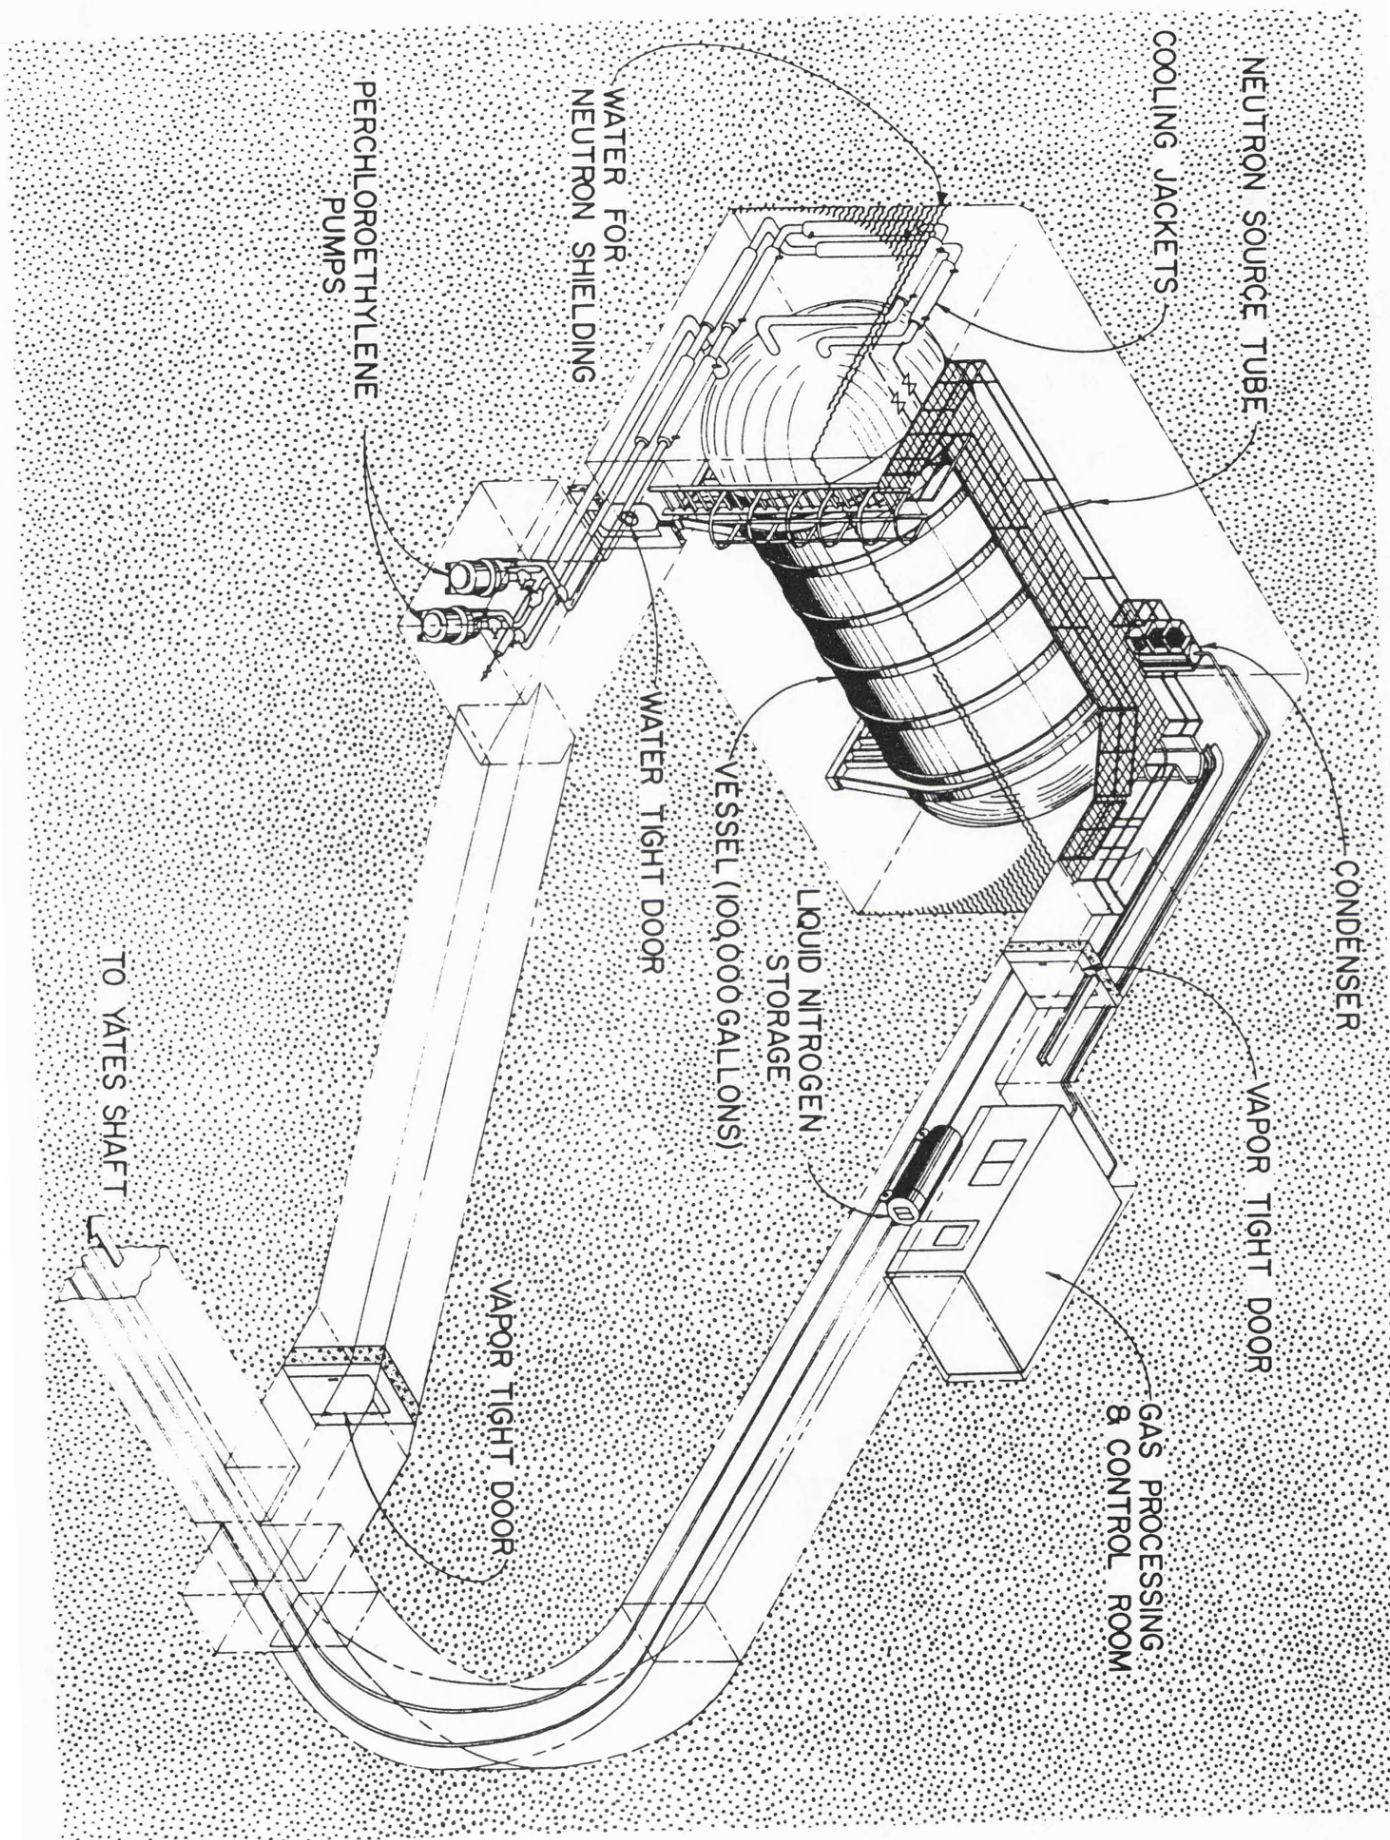 NEUTRON SOURCE TUBE
COOLING JACKETS
WATER FOR
NEUTRON SHIELDING
PERCHLOROETHYLENE
PUMPS
CONDENSER
VAPOR TIGHT DOOR
GAS PROCESSING
& CONTROL ROOM
WATER TIGHT DOOR
VESSEL (100,000 GALLONS)
LIQUID NITROGEN
STORAGE
VAPOR TIGHT DOOR
TO YATES SHAFT